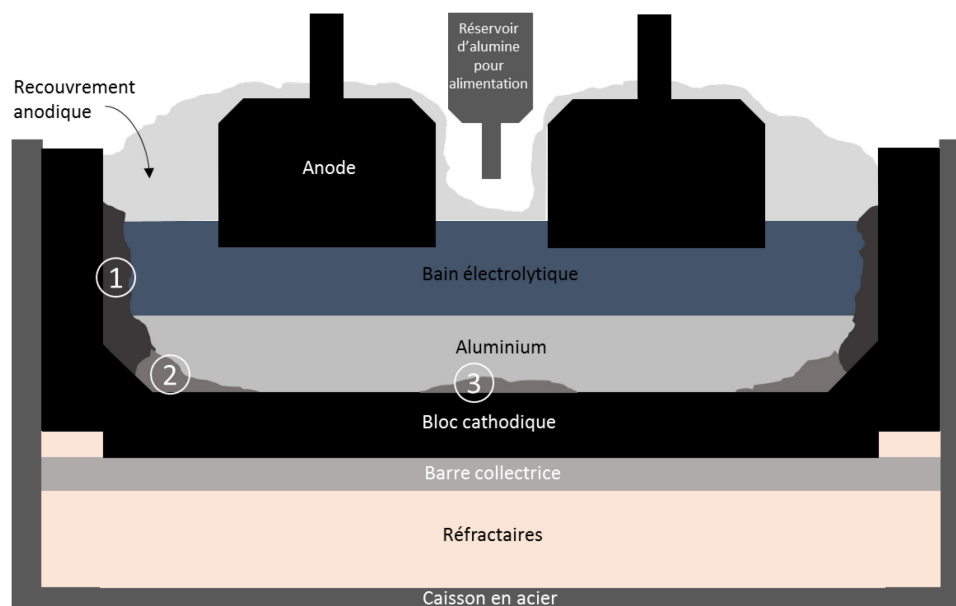 Réservoir
d'alumine
pour
alimentation
Recouvrement
anodique
Anode
1
Bain électrolytique
Aluminium
2
3
Bloc cathodique
Barre collectrice
Réfractaires
Caisson en acier